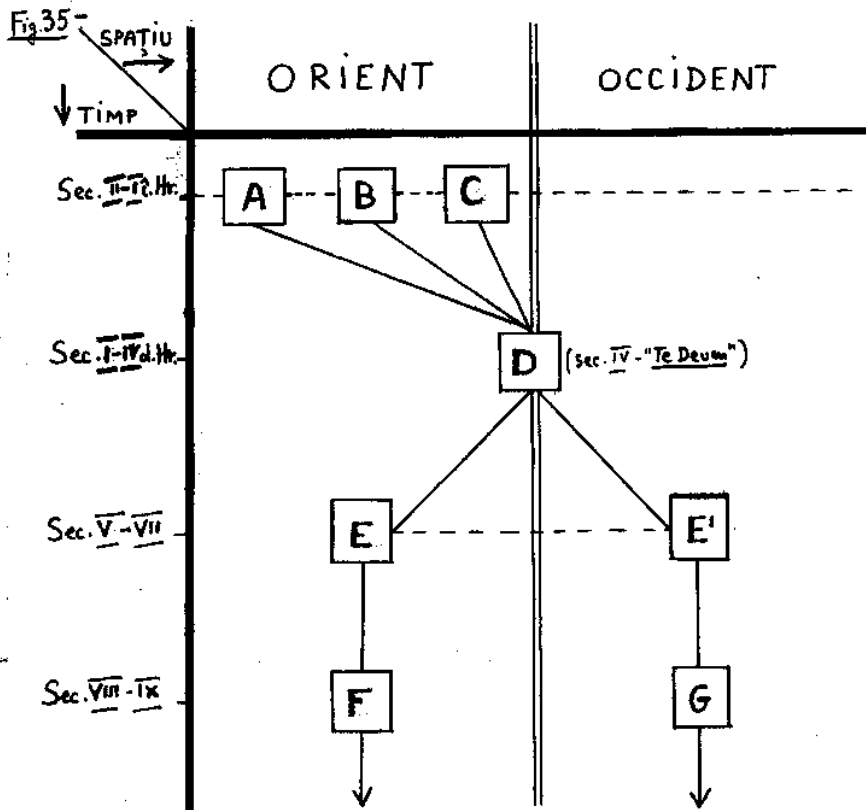 Fig.35-
SPAŢIU
ORIENT
OCCIDENT
TIMP
Sec. II-I î.Hr.
A
B
C
Sec. I-IV d.Hr.
D
(sec. IV - "Te Deum")
Sec. V - VII
E
E'
Sec. VIII - IX
F
G